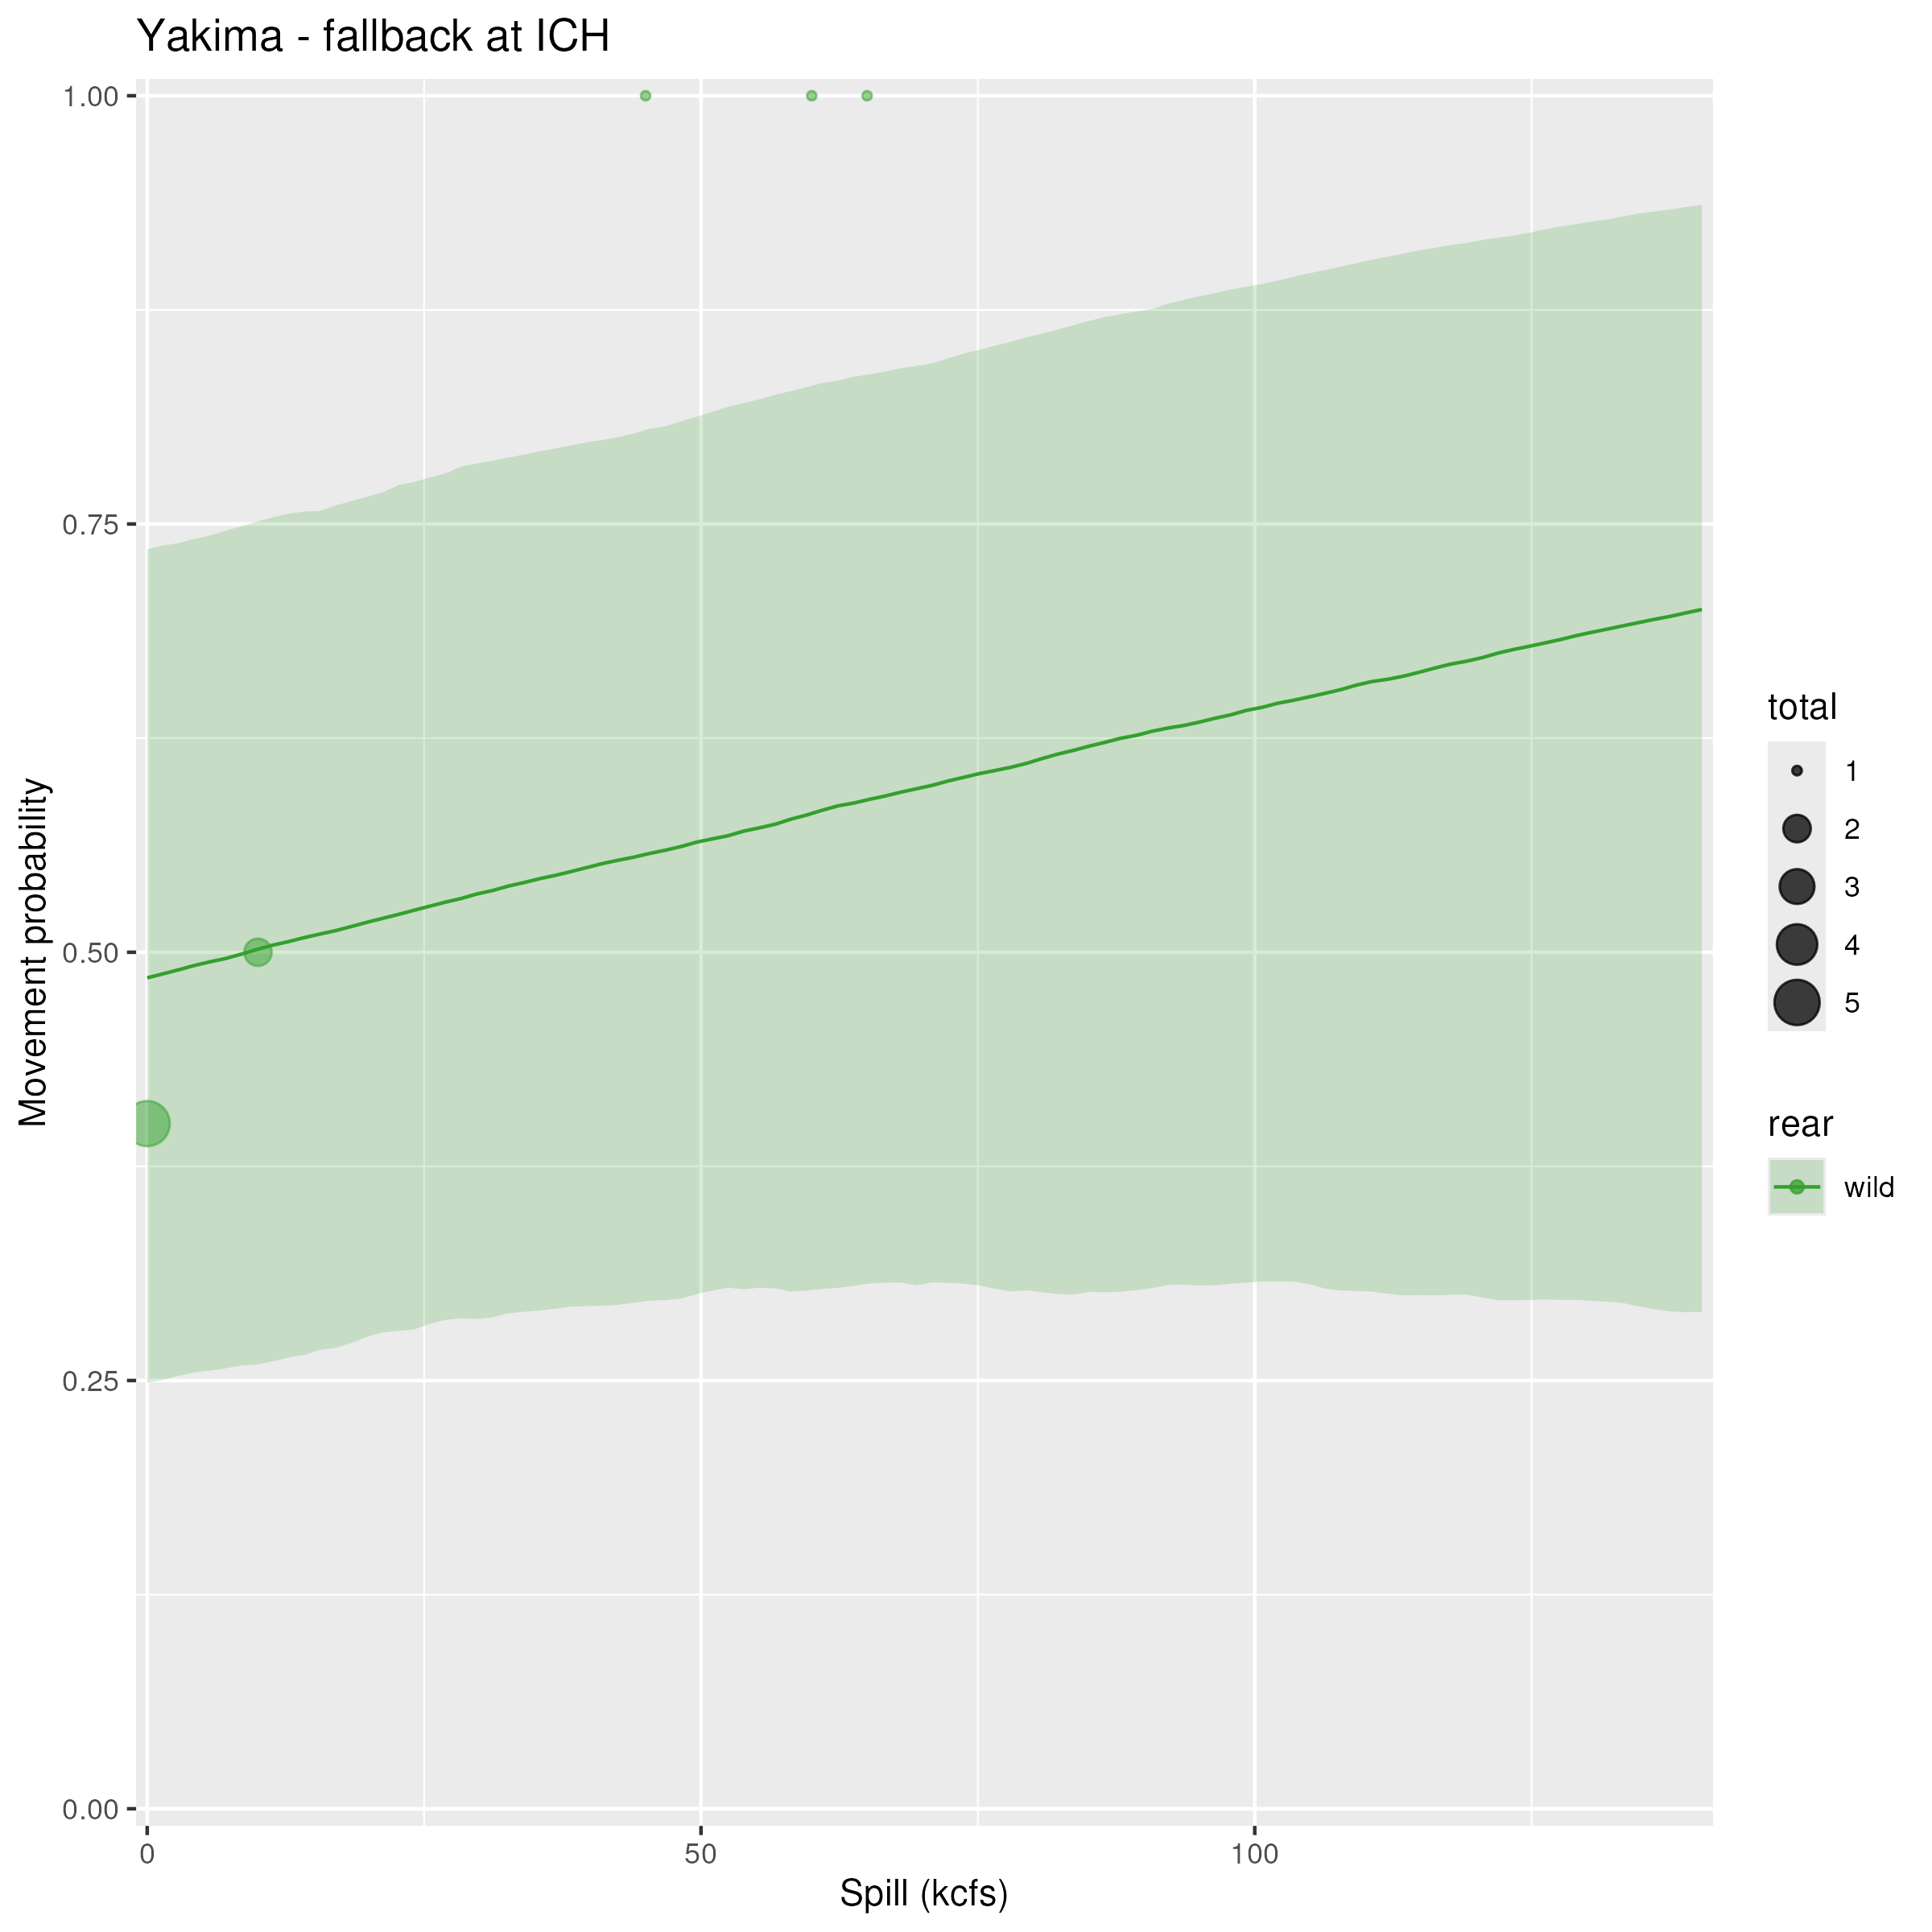 Yakima - fallback at ICH
1.00
0.75
0.50
0.25
0.00
0
50
100
Spill (kcfs)
Movement probability
total
1
2
3
4
5
rear
wild